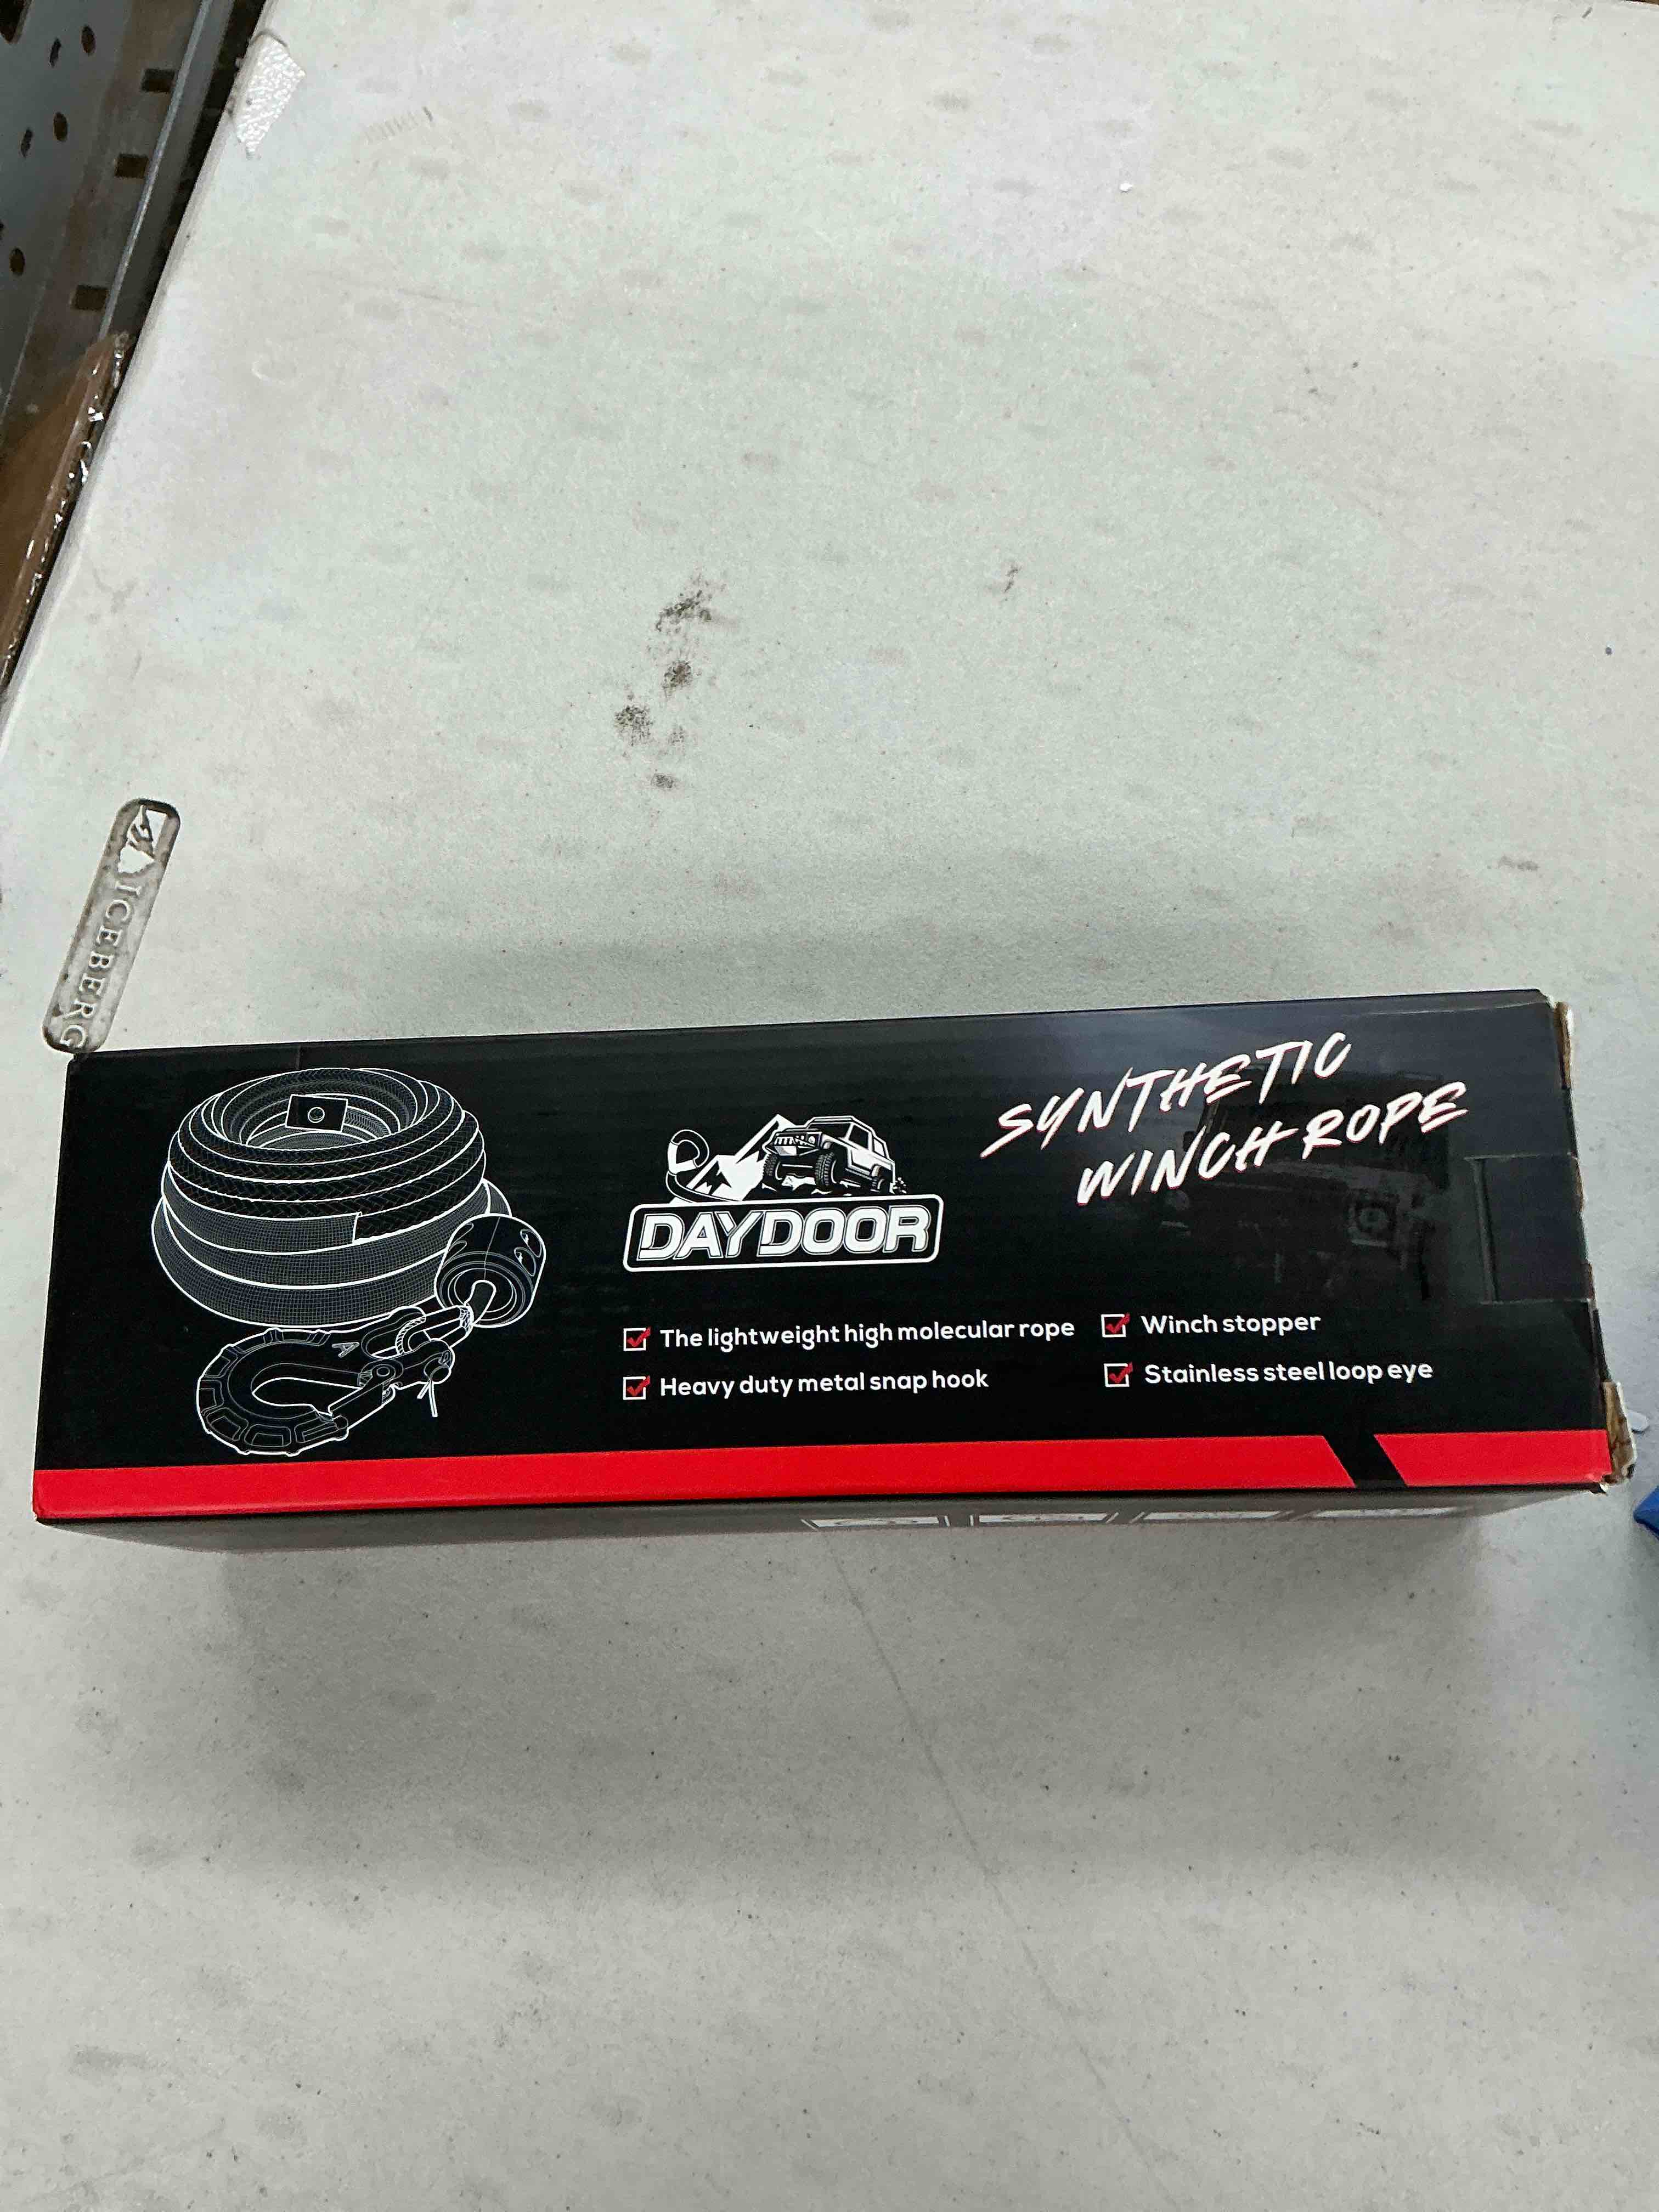 ICEBERG
SYNTHETIC
WINCH ROPE
DAYDOOR
The lightweight high molecular rope
Winch stopper
Heavy duty metal snap hook
Stainless steel loop eye
A